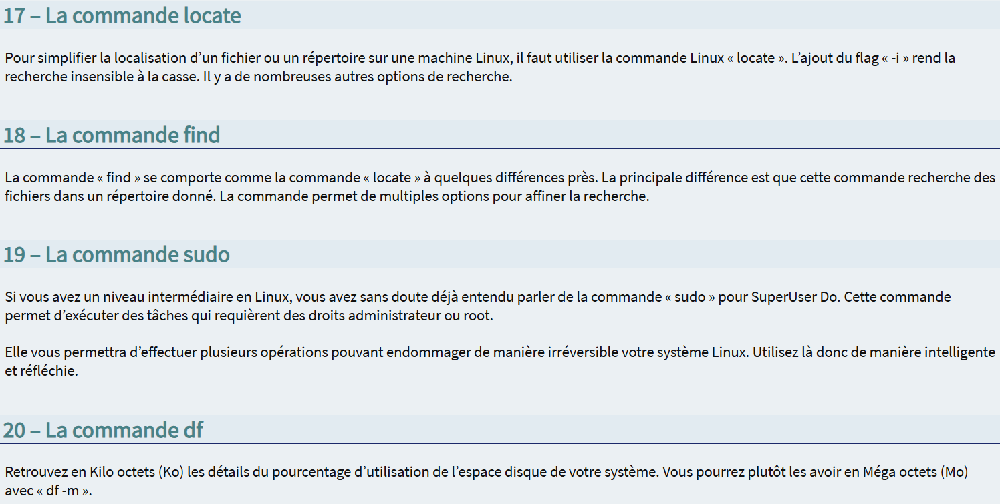 17 – La commande locate
Pour simplifier la localisation d’un fichier ou un répertoire sur une machine Linux, il faut utiliser la commande Linux « locate ». L’ajout du flag « -i » rend la
recherche insensible à la casse. Il y a de nombreuses autres options de recherche.
18 – La commande find
La commande « find » se comporte comme la commande « locate » à quelques différences près. La principale différence est que cette commande recherche des
fichiers dans un répertoire donné. La commande permet de multiples options pour affiner la recherche.
19 – La commande sudo
Si vous avez un niveau intermédiaire en Linux, vous avez sans doute déjà entendu parler de la commande « sudo » pour SuperUser Do. Cette commande
permet d’exécuter des tâches qui requièrent des droits administrateur ou root.
Elle vous permettra d’effectuer plusieurs opérations pouvant endommager de manière irréversible votre système Linux. Utilisez là donc de manière intelligente
et réfléchie.
20 – La commande df
Retrouvez en Kilo octets (Ko) les détails du pourcentage d’utilisation de l’espace disque de votre système. Vous pourrez plutôt les avoir en Méga octets (Mo)
avec « df -m ».